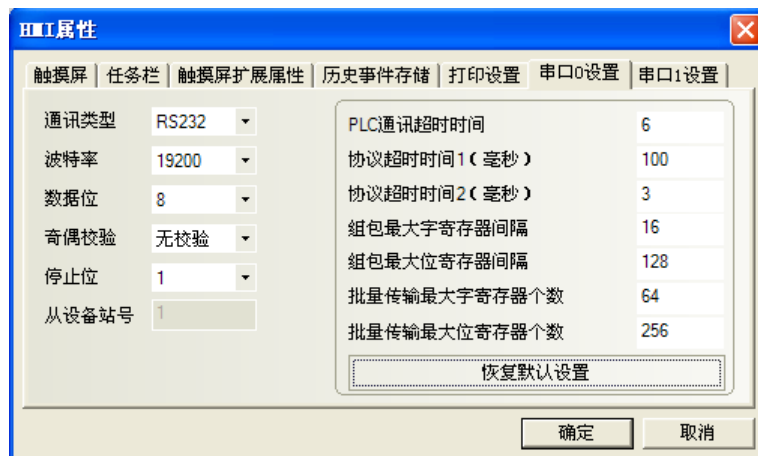 HMI属性
触摸屏 任务栏 触摸屏扩展属性 历史事件存储 打印设置 串口0设置 串口1设置
通讯类型 RS232
波特率 19200
数据位 8
奇偶校验 无校验
停止位 1
从设备站号 1
PLC通讯超时时间 6
协议超时时间1(毫秒) 100
协议超时时间2(毫秒) 3
组包最大字寄存器间隔 16
组包最大位寄存器间隔 128
批量传输最大字寄存器个数 64
批量传输最大位寄存器个数 256
恢复默认设置
确定 取消